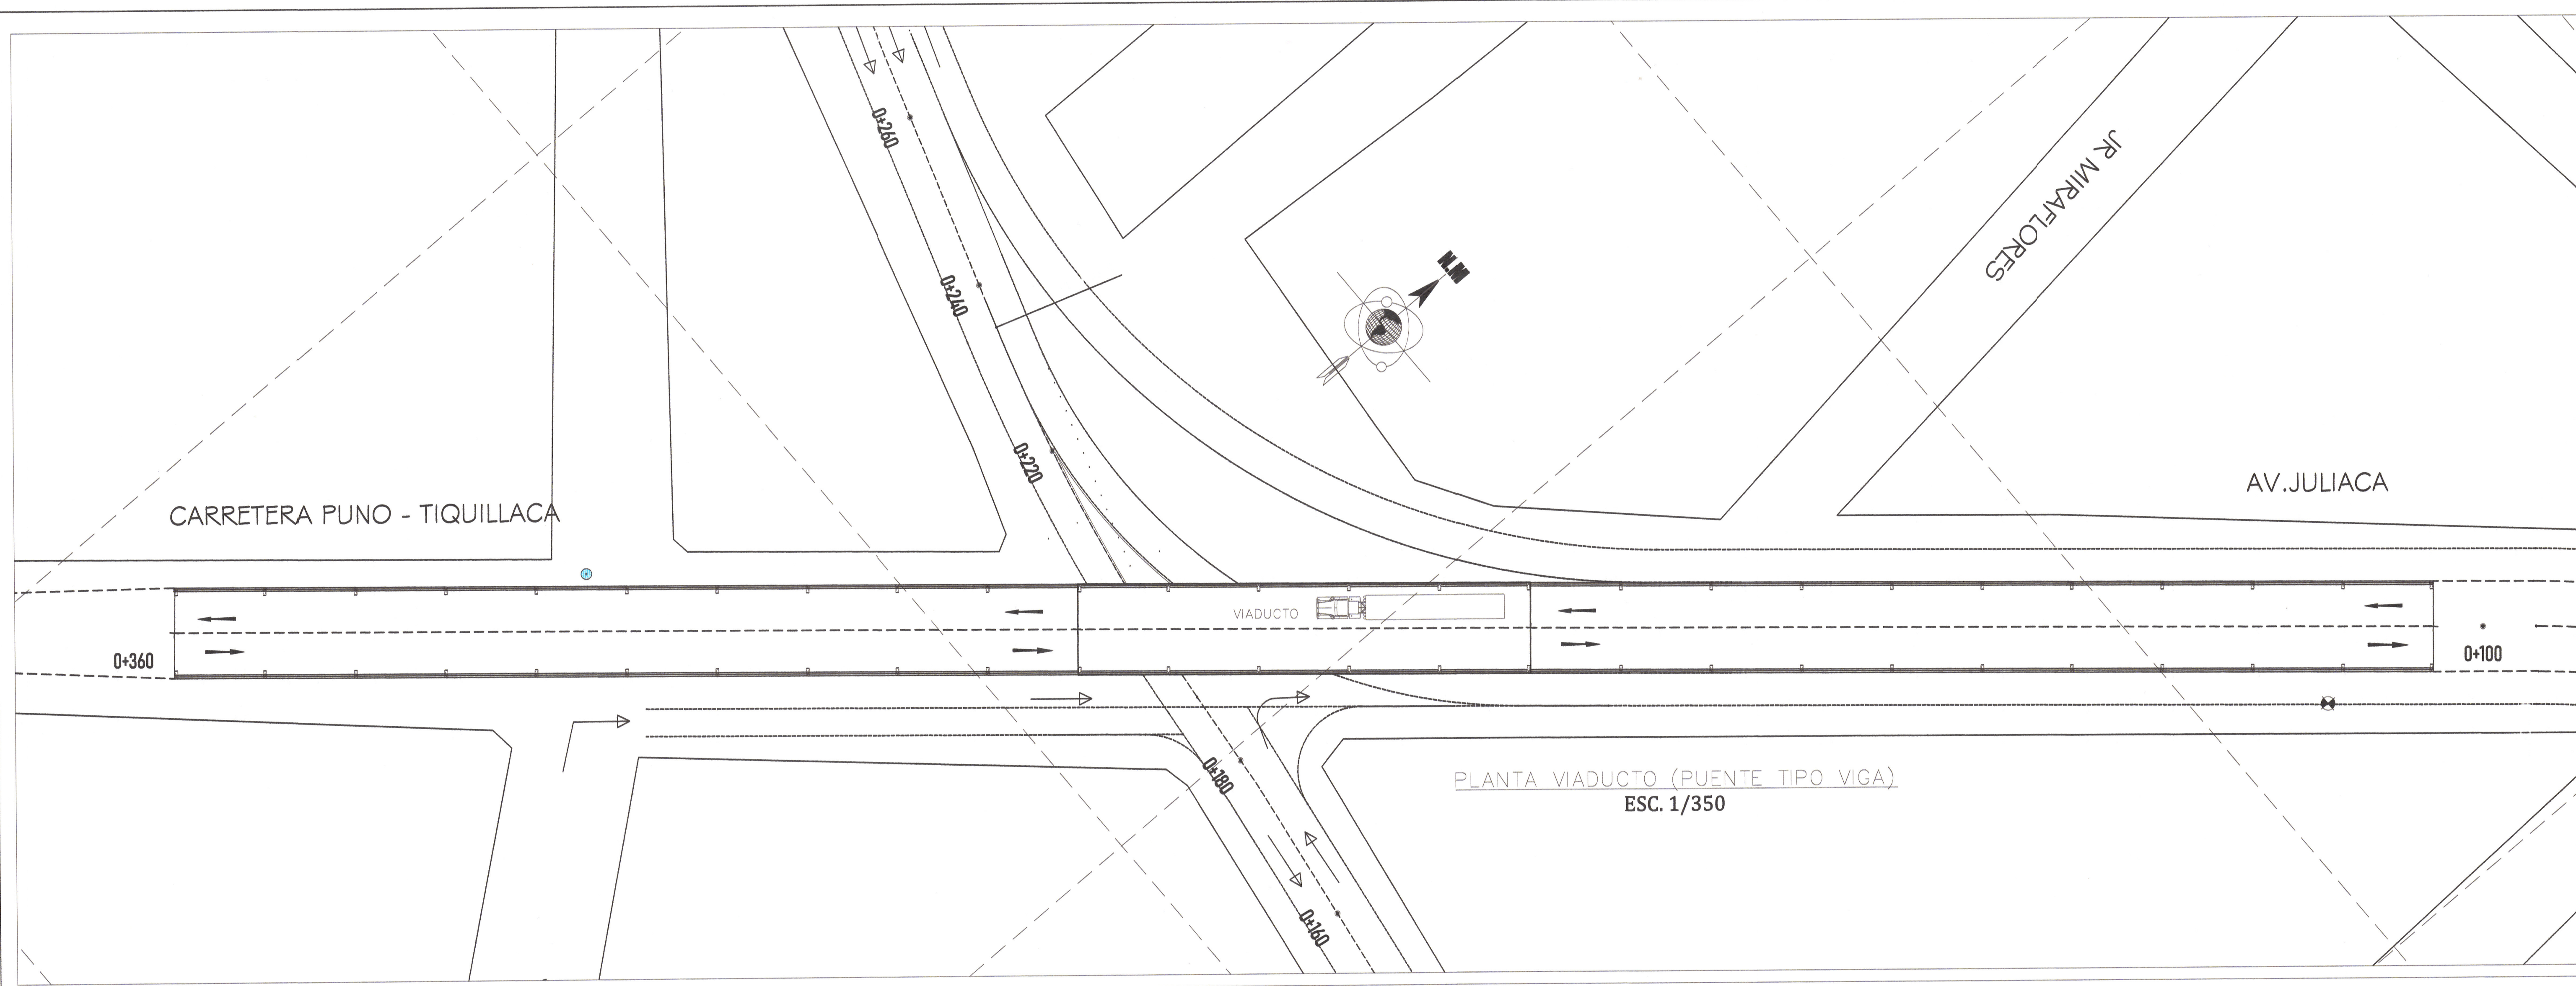 0+260
JR MIRAFLORES
N.M
0+240
0+220
AV.JULIACA
CARRETERA PUNO - TIQUILLACA
VIADUCTO
0+360
0+100
0+180
PLANTA VIADUCTO (PUENTE TIPO VIGA)
ESC. 1/350
0+160